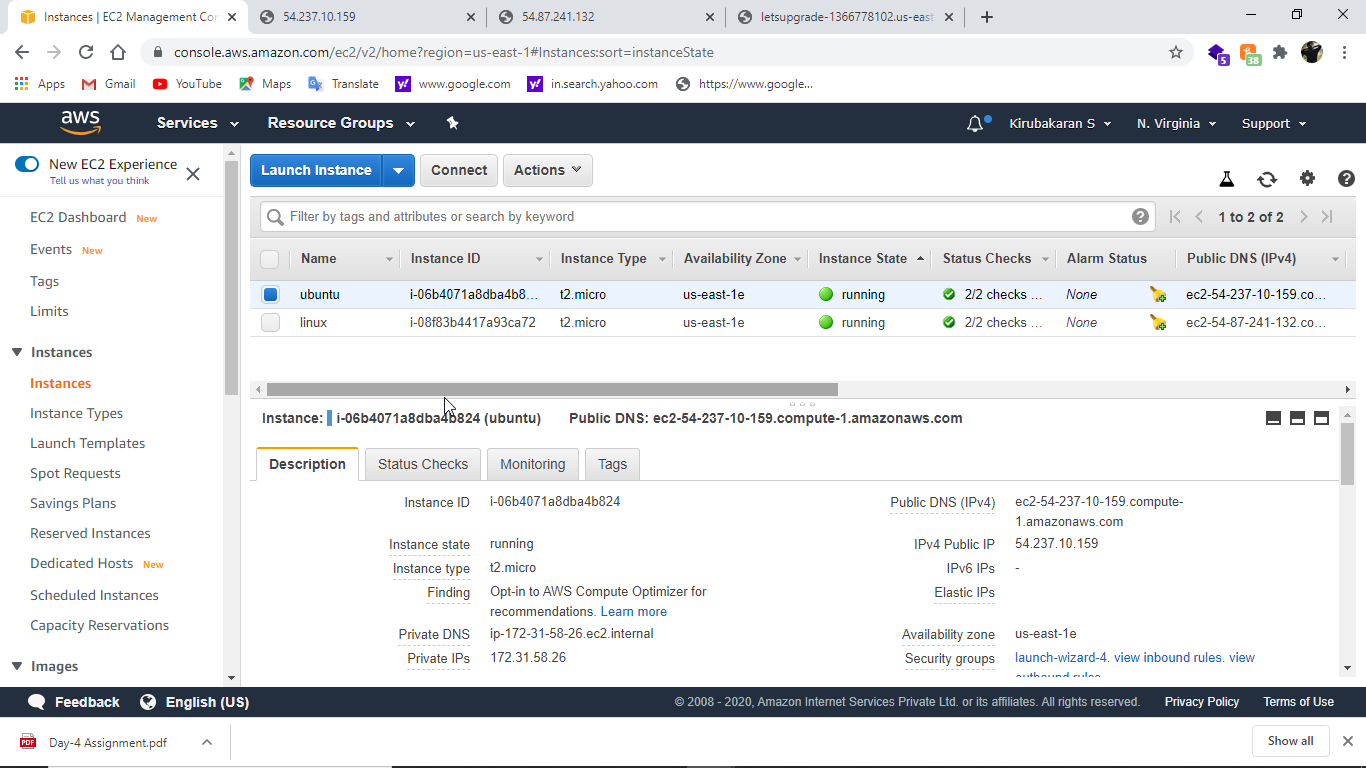 Instances | EC2 Management Con
54.237.10.159
54.87.241.132
letsupgrade-1366778102.us-east
console.aws.amazon.com/ec2/v2/home?region=us-east-1#Instances:sort=instanceState
5
38
Apps
Gmail
YouTube
Maps
Translate
www.google.com
in.search.yahoo.com
https://www.google...
aws
Services
Resource Groups
Kirubakaran S
N. Virginia
Support
New EC2 Experience
Tell us what you think
EC2 Dashboard New
Events New
Tags
Limits
Instances
Instances
Instance Types
Launch Templates
Spot Requests
Savings Plans
Reserved Instances
Dedicated Hosts New
Scheduled Instances
Capacity Reservations
Images
Launch Instance
Connect
Actions
Filter by tags and attributes or search by keyword
1 to 2 of 2
Name Instance ID Instance Type Availability Zone Instance State Status Checks Alarm Status Public DNS (IPv4)
ubuntu i-06b4071a8dba4b8... t2.micro us-east-1e running 2/2 checks ... None ec2-54-237-10-159.co...
linux i-08f83b4417a93ca72 t2.micro us-east-1e running 2/2 checks ... None ec2-54-87-241-132.co...
Instance: i-06b4071a8dba4b824 (ubuntu) Public DNS: ec2-54-237-10-159.compute-1.amazonaws.com
Description
Status Checks
Monitoring
Tags
Instance ID i-06b4071a8dba4b824
Instance state running
Instance type t2.micro
Finding Opt-in to AWS Compute Optimizer for
recommendations. Learn more
Private DNS ip-172-31-58-26.ec2.internal
Private IPs 172.31.58.26
Public DNS (IPv4) ec2-54-237-10-159.compute-
1.amazonaws.com
IPv4 Public IP 54.237.10.159
IPv6 IPs -
Elastic IPs
Availability zone us-east-1e
Security groups launch-wizard-4. view inbound rules. view
outbound rules
Feedback
English (US)
© 2008 - 2020, Amazon Internet Services Private Ltd. or its affiliates. All rights reserved.
Privacy Policy
Terms of Use
PDF
Day-4 Assignment.pdf
Show all